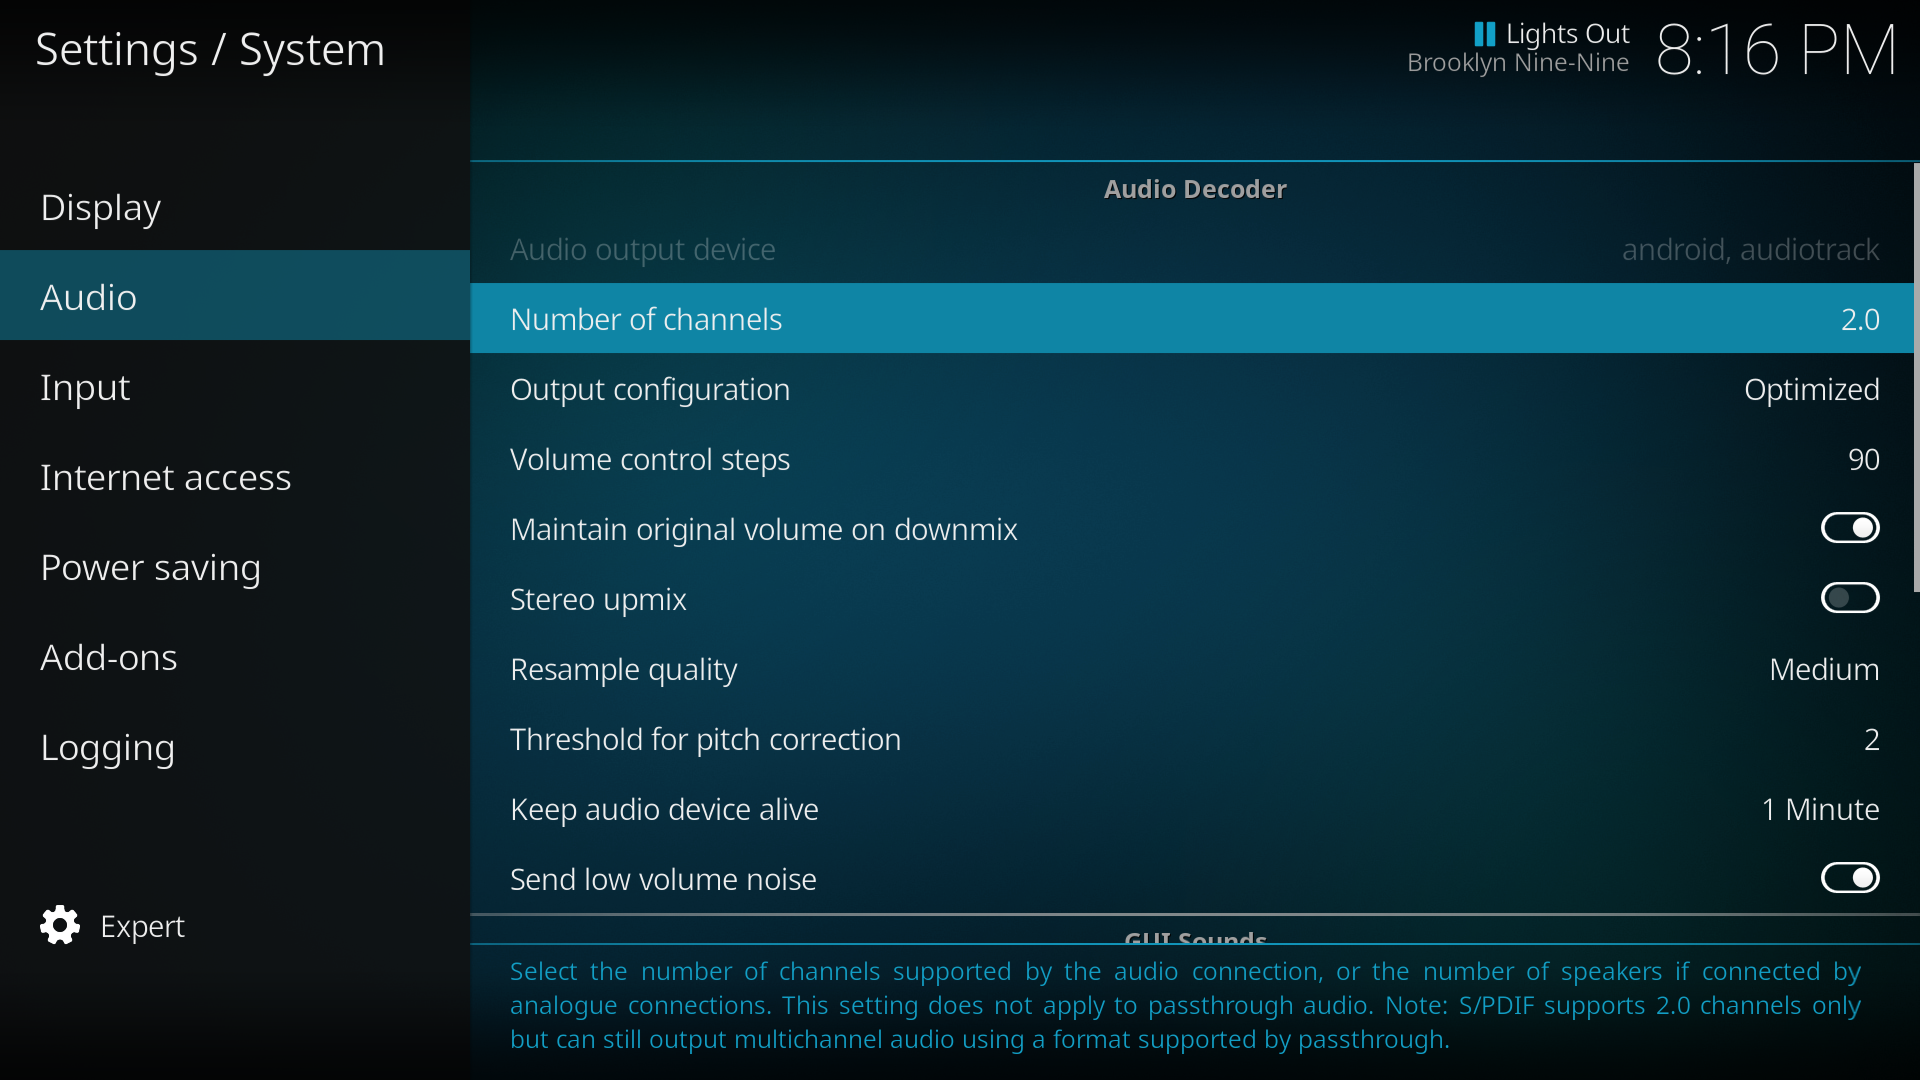 Settings / System
Lights Out
Brooklyn Nine-Nine
8:16 PM
Display
Audio
Input
Internet access
Power saving
Add-ons
Logging
Expert
Audio Decoder
Audio output device android, audiotrack
Number of channels 2.0
Output configuration Optimized
Volume control steps 90
Maintain original volume on downmix
Stereo upmix
Resample quality Medium
Threshold for pitch correction 2
Keep audio device alive 1 Minute
Send low volume noise
GUI Sounds
Select the number of channels supported by the audio connection, or the number of speakers if connected by
analogue connections. This setting does not apply to passthrough audio. Note: S/PDIF supports 2.0 channels only
but can still output multichannel audio using a format supported by passthrough.